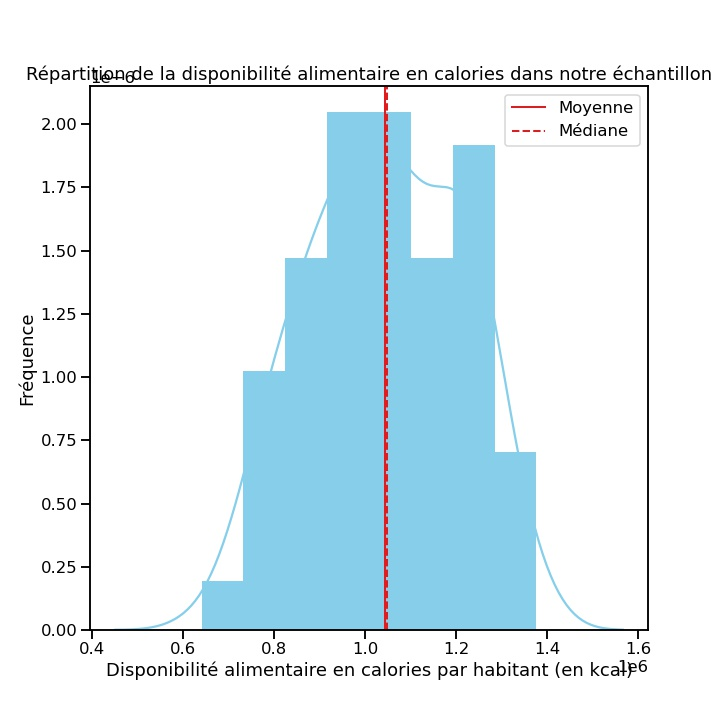 Répartition de la disponibilité alimentaire en calories dans notre échantillon
1e−6
Moyenne
Médiane
2.00
1.75
1.50
1.25
1.00
0.75
0.50
0.25
0.00
Fréquence
0.4 0.6 0.8 1.0 1.2 1.4 1.6
1e6
Disponibilité alimentaire en calories par habitant (en kcal)